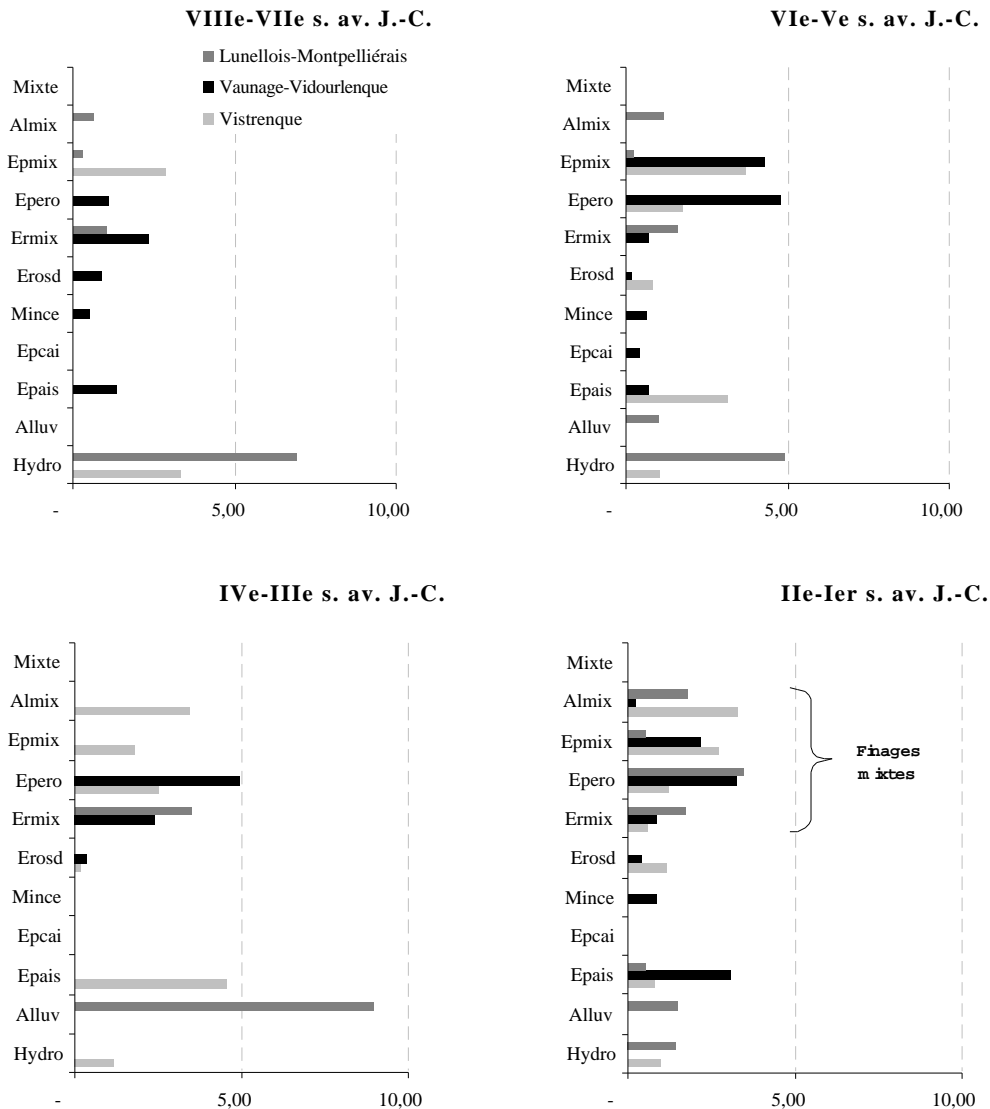 VIIIe-VIIe s. av. J.-C.
Lunellois-Montpelliérais
Vaunage-Vidourlenque
Vistrenque
Mixte
Almix
Epmix
Epero
Ermix
Erosd
Mince
Epcai
Epais
Alluv
Hydro
- 5,00 10,00
VIe-Ve s. av. J.-C.
Mixte
Almix
Epmix
Epero
Ermix
Erosd
Mince
Epcai
Epais
Alluv
Hydro
- 5,00 10,00
IVe-IIIe s. av. J.-C.
Mixte
Almix
Epmix
Epero
Ermix
Erosd
Mince
Epcai
Epais
Alluv
Hydro
- 5,00 10,00
IIe-Ier s. av. J.-C.
Mixte
Almix
Epmix
Epero
Ermix
Erosd
Mince
Epcai
Epais
Alluv
Hydro
- 5,00 10,00
Finages
mixtes